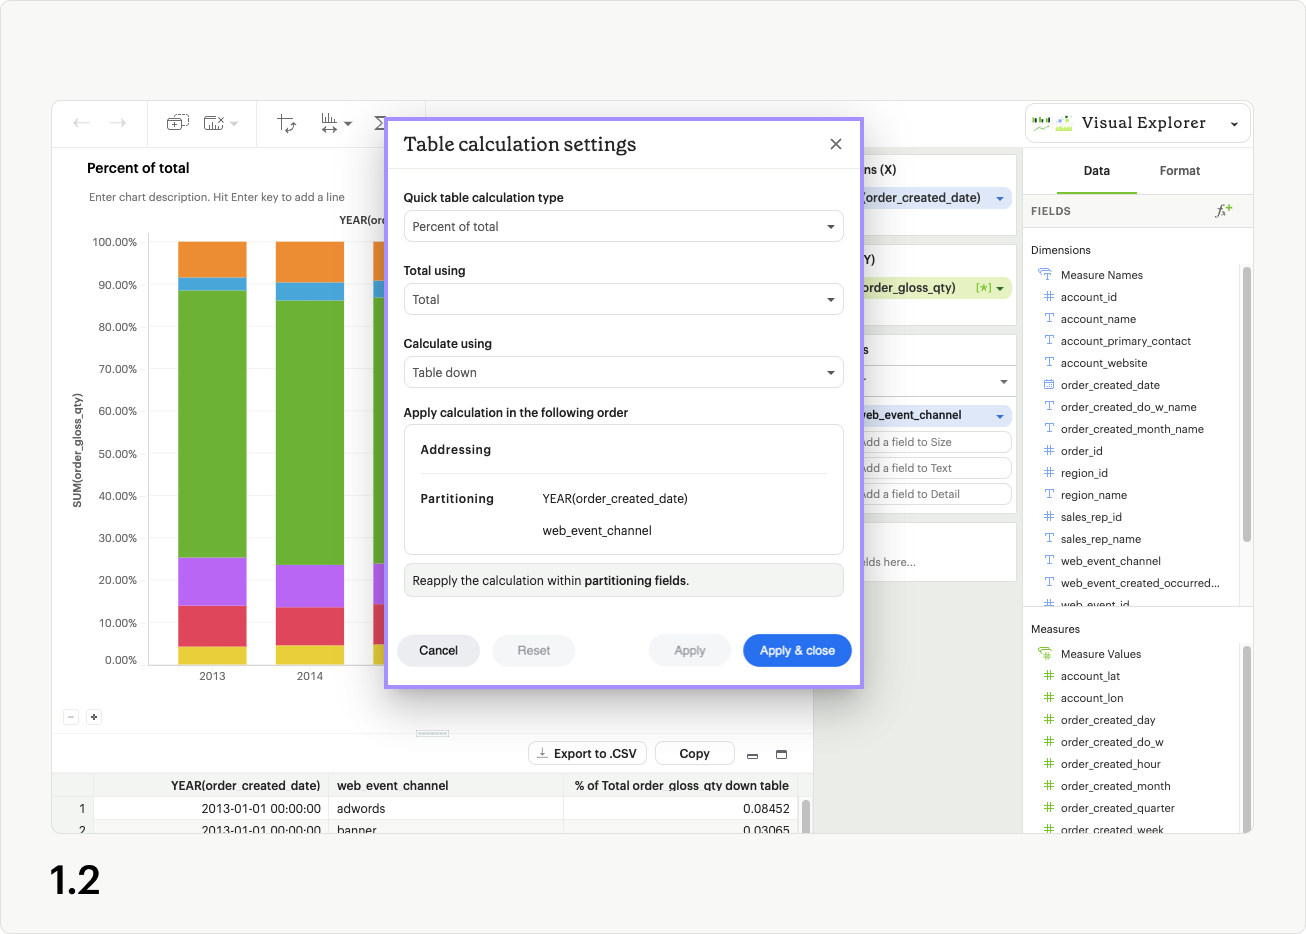 Visual Explorer
Percent of total
Enter chart description. Hit Enter key to add a line
YEAR(or
100.00%
90.00%
80.00%
70.00%
60.00%
50.00%
40.00%
30.00%
20.00%
10.00%
0.00%
SUM(order_gloss_qty)
2013
2014
Table calculation settings
Quick table calculation type
Percent of total
Total using
Total
Calculate using
Table down
Apply calculation in the following order
Addressing
Partitioning
YEAR(order_created_date)
web_event_channel
Reapply the calculation within partitioning fields.
Cancel
Reset
Apply
Apply & close
ns (X)
(order_created_date)
Y)
order_gloss_qty) [*]
s
web_event_channel
Add a field to Size
Add a field to Text
Add a field to Detail
elds here...
Data
Format
FIELDS
Dimensions
Measure Names
account_id
account_name
account_primary_contact
account_website
order_created_date
order_created_do_w_name
order_created_month_name
order_id
region_id
region_name
sales_rep_id
sales_rep_name
web_event_channel
web_event_created_occurred...
web_event_id
Measures
Measure Values
account_lat
account_lon
order_created_day
order_created_do_w
order_created_hour
order_created_month
order_created_quarter
order_created_week
Export to .CSV
Copy
YEAR(order_created_date) web_event_channel % of Total order_gloss_qty down table
1 2013-01-01 00:00:00 adwords 0.08452
2 2013-01-01 00:00:00 banner 0.03065
1.2